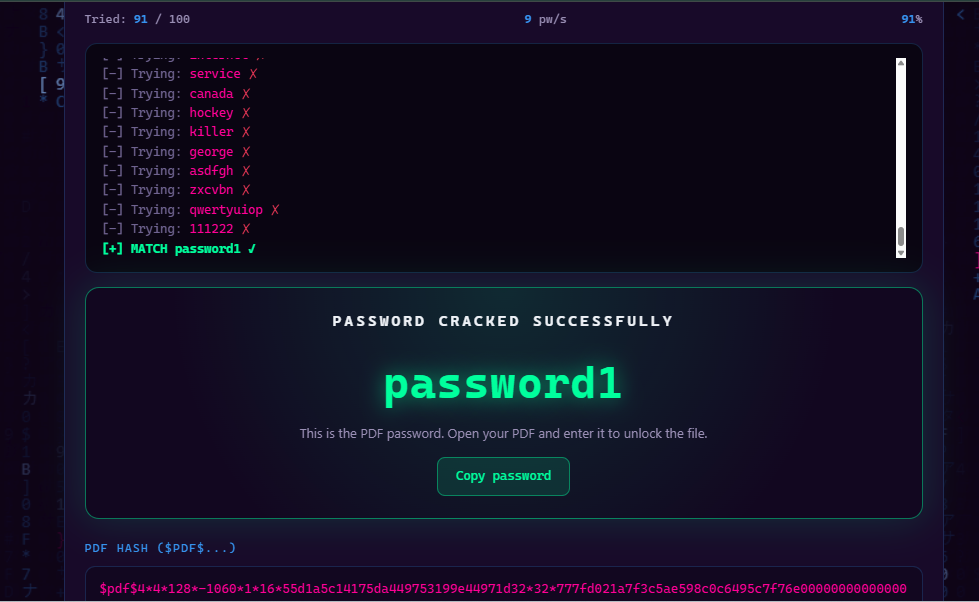 Tried: 91 / 100
9 pw/s
91%
[-] Trying: service ✗
[-] Trying: canada ✗
[-] Trying: hockey ✗
[-] Trying: killer ✗
[-] Trying: george ✗
[-] Trying: asdfgh ✗
[-] Trying: zxcvbn ✗
[-] Trying: qwertyuiop ✗
[-] Trying: 111222 ✗
[+] MATCH password1 ✓
PASSWORD CRACKED SUCCESSFULLY
password1
This is the PDF password. Open your PDF and enter it to unlock the file.
Copy password
PDF HASH ($PDF$...)
$pdf$4*4*128*-1060*1*16*55d1a5c14175da449753199e44971d32*32*777fd021a7f3c5ae598c0c6495c7f76e00000000000000